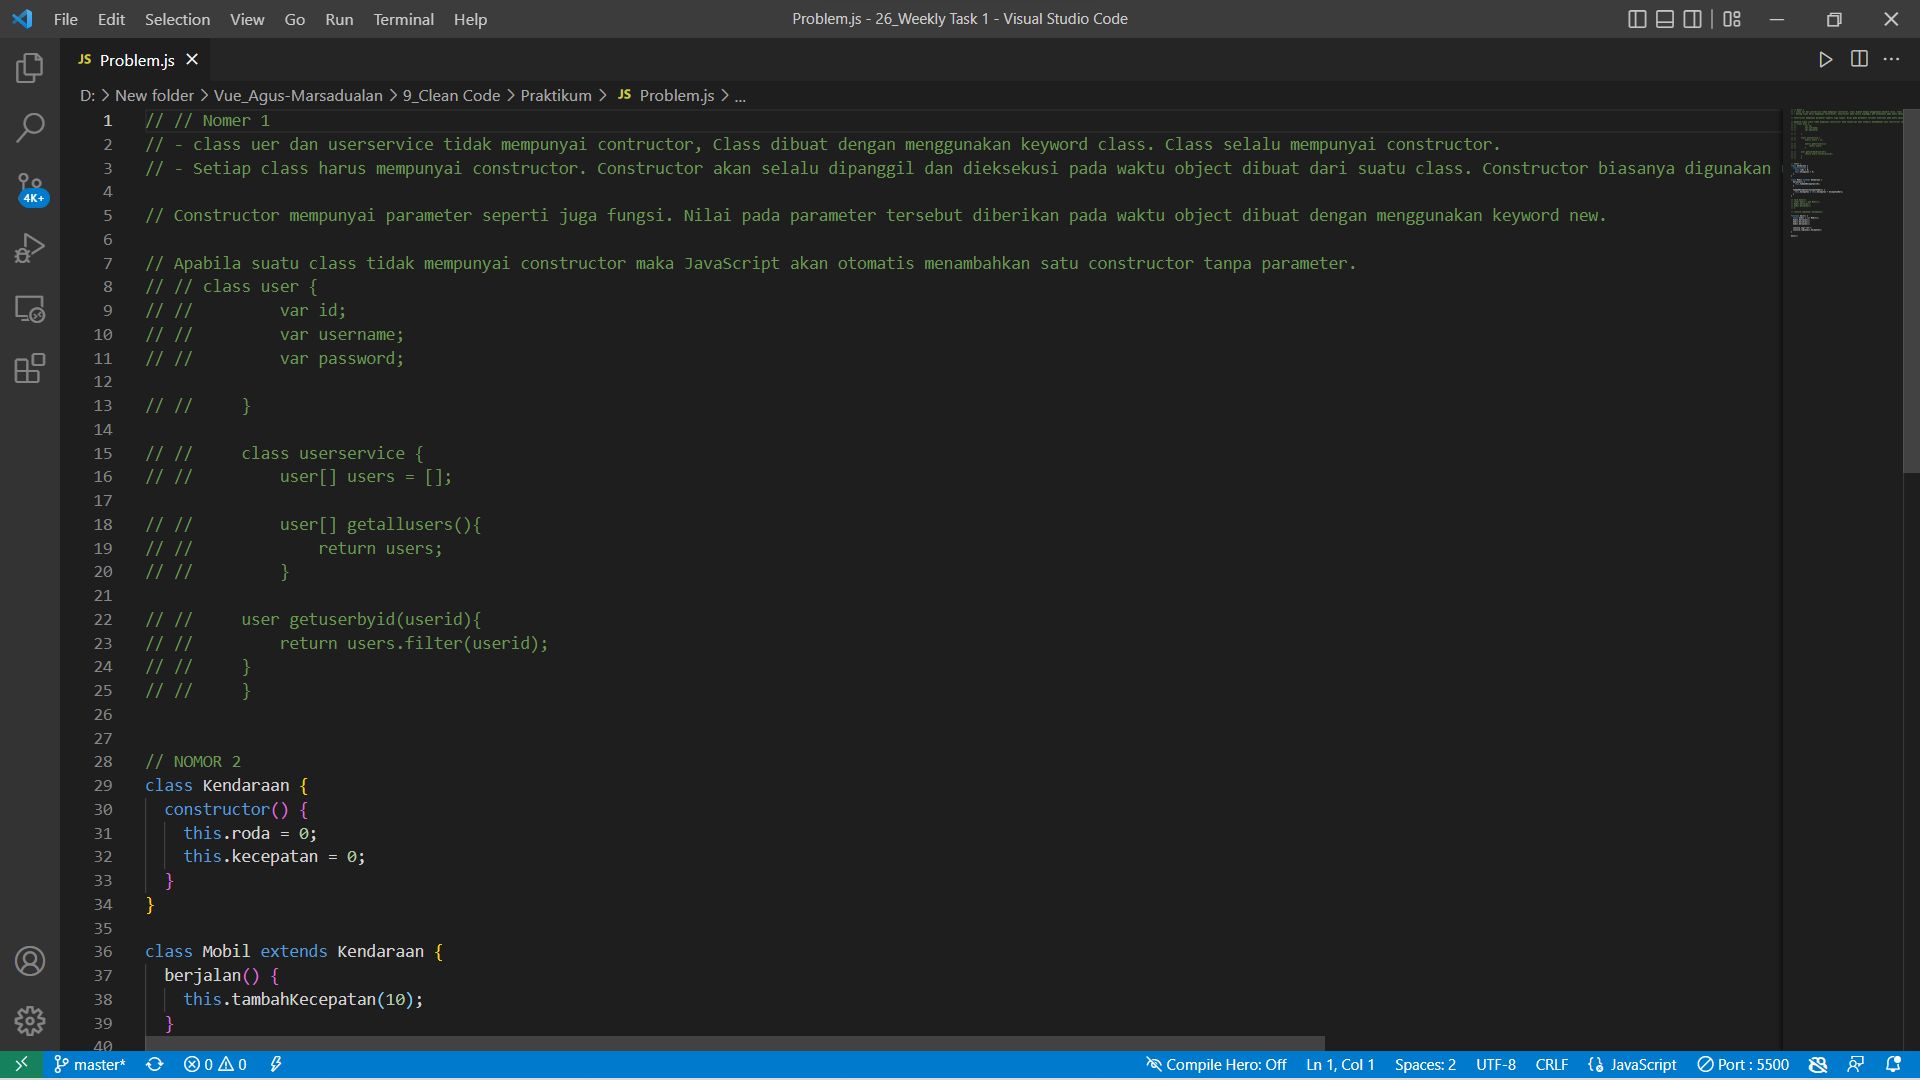 File Edit Selection View Go Run Terminal Help
Problem.js - 26_Weekly Task 1 - Visual Studio Code
JS Problem.js
D: > New folder > Vue_Agus-Marsadualan > 9_Clean Code > Praktikum > JS Problem.js > ...
4K+
1 // // Nomer 1
2 // - class uer dan userservice tidak mempunyai contructor, Class dibuat dengan menggunakan keyword class. Class selalu mempunyai constructor.
3 // - Setiap class harus mempunyai constructor. Constructor akan selalu dipanggil dan dieksekusi pada waktu object dibuat dari suatu class. Constructor biasanya digunakan
4
5 // Constructor mempunyai parameter seperti juga fungsi. Nilai pada parameter tersebut diberikan pada waktu object dibuat dengan menggunakan keyword new.
6
7 // Apabila suatu class tidak mempunyai constructor maka JavaScript akan otomatis menambahkan satu constructor tanpa parameter.
8 // // class user {
9 // //         var id;
10 // //         var username;
11 // //         var password;
12
13 // //     }
14
15 // //     class userservice {
16 // //         user[] users = [];
17
18 // //         user[] getallusers(){
19 // //             return users;
20 // //         }
21
22 // //     user getuserbyid(userid){
23 // //         return users.filter(userid);
24 // //     }
25 // //     }
26
27
28 // NOMOR 2
29 class Kendaraan {
30   constructor() {
31     this.roda = 0;
32     this.kecepatan = 0;
33   }
34 }
35
36 class Mobil extends Kendaraan {
37   berjalan() {
38     this.tambahKecepatan(10);
39   }
40
master* 0 0 Compile Hero: Off Ln 1, Col 1 Spaces: 2 UTF-8 CRLF JavaScript Port : 5500